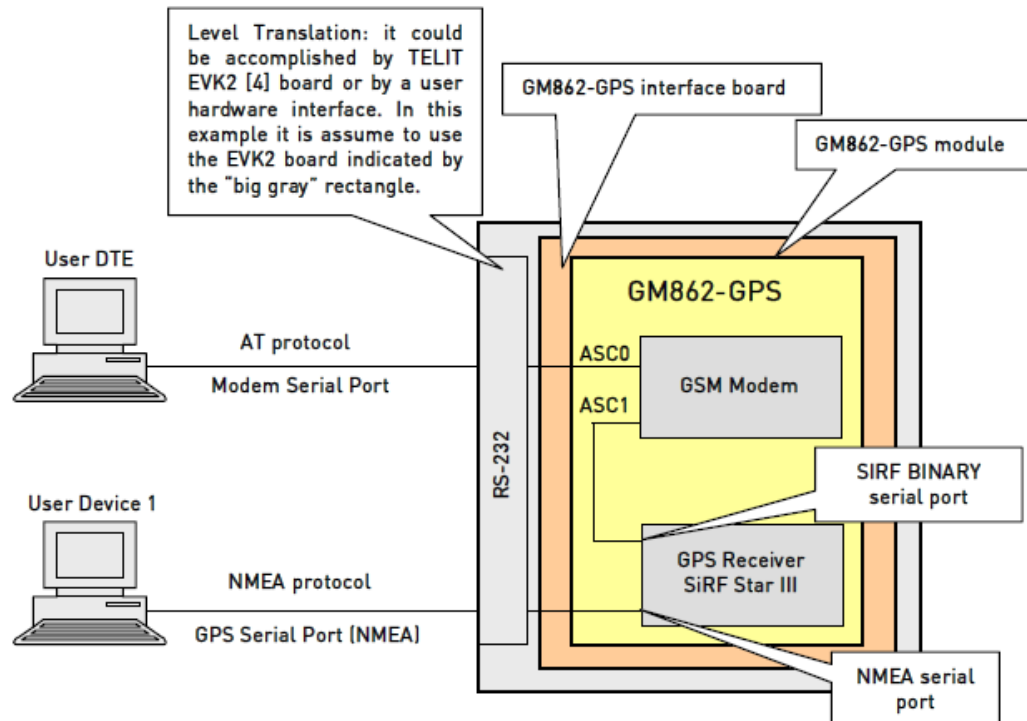 Level Translation: it could
be accomplished by TELIT
EVK2 [4] board or by a user
hardware interface. In this
example it is assume to use
the EVK2 board indicated by
the "big gray" rectangle.
GM862-GPS interface board
GM862-GPS module
User DTE
AT protocol
Modem Serial Port
RS-232
GM862-GPS
ASC0
GSM Modem
ASC1
SIRF BINARY
serial port
User Device 1
NMEA protocol
GPS Serial Port (NMEA)
GPS Receiver
SiRF Star III
NMEA serial
port